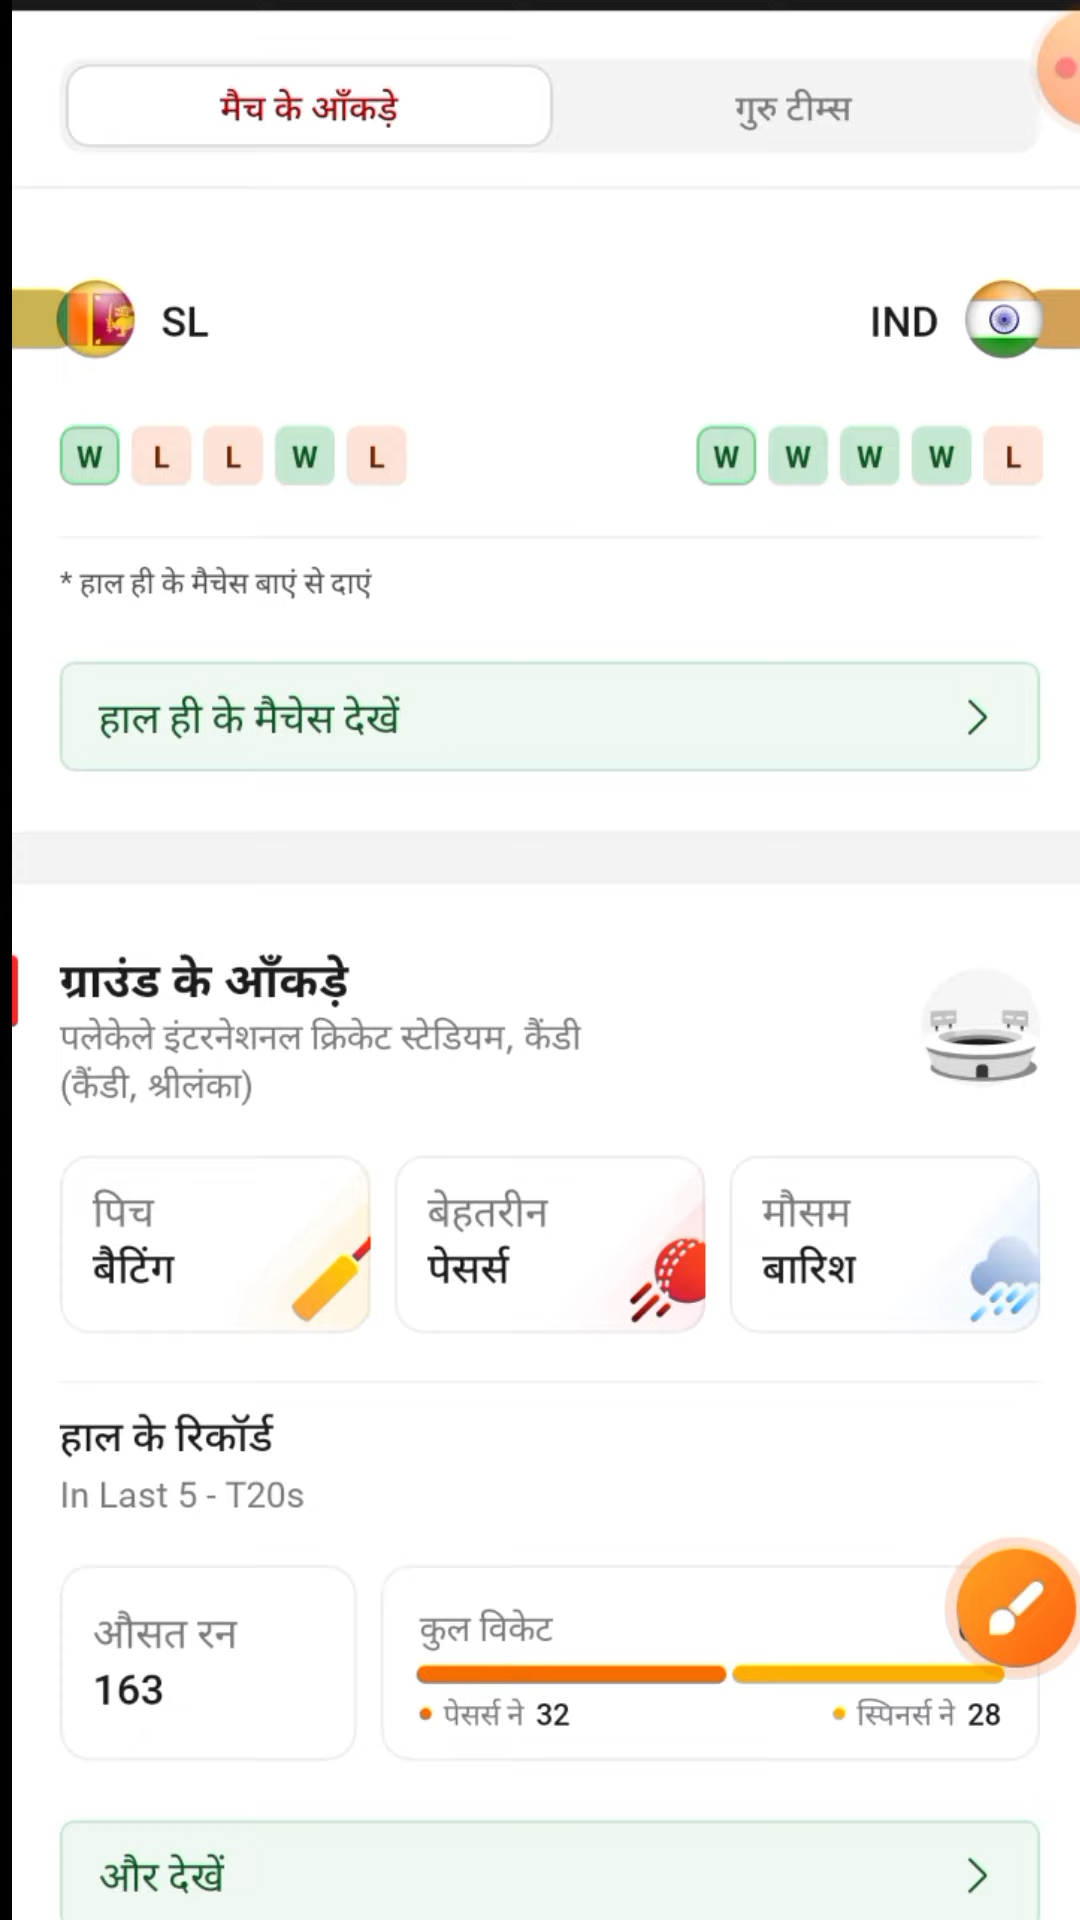 मैच के आँकड़े
गुरु टीम्स
SL
IND
W L L W L
W W W W L
* हाल ही के मैचेस बाएं से दाएं
हाल ही के मैचेस देखें
ग्राउंड के आँकड़े
पलेकेले इंटरनेशनल क्रिकेट स्टेडियम, कैंडी
(कैंडी, श्रीलंका)
पिच
बैटिंग
बेहतरीन
पेसर्स
मौसम
बारिश
हाल के रिकॉर्ड
In Last 5 - T20s
औसत रन
163
कुल विकेट
पेसर्स ने 32
स्पिनर्स ने 28
और देखें